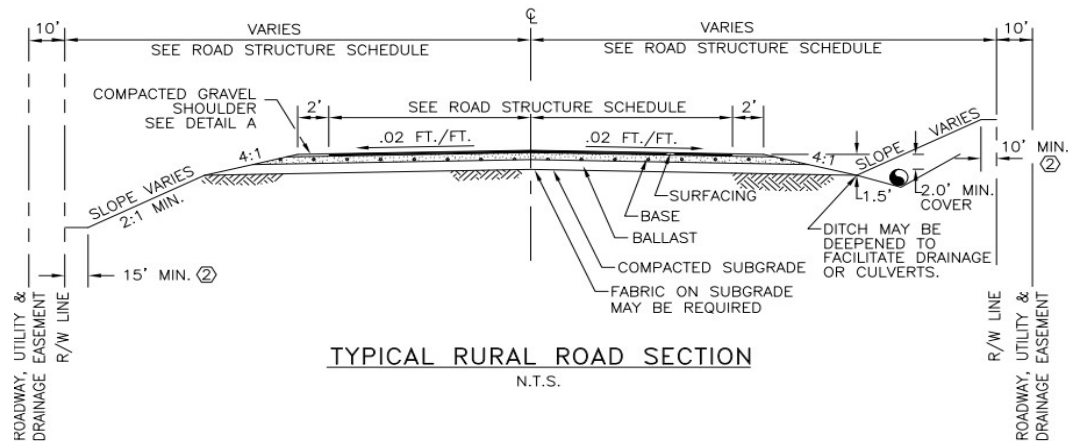 ℄
10'
VARIES
VARIES
10'
SEE ROAD STRUCTURE SCHEDULE
SEE ROAD STRUCTURE SCHEDULE
COMPACTED GRAVEL
SHOULDER
SEE DETAIL A
2'
SEE ROAD STRUCTURE SCHEDULE
2'
.02 FT./FT.
.02 FT./FT.
4:1
4:1
SLOPE VARIES
10' MIN.
2
SLOPE VARIES
2:1 MIN.
SURFACING
BASE
BALLAST
1.5'
2.0' MIN.
COVER
DITCH MAY BE
DEEPENED TO
FACILITATE DRAINAGE
OR CULVERTS.
15' MIN. 2
COMPACTED SUBGRADE
FABRIC ON SUBGRADE
MAY BE REQUIRED
ROADWAY, UTILITY &
DRAINAGE EASEMENT
R/W LINE
R/W LINE
ROADWAY, UTILITY &
DRAINAGE EASEMENT
TYPICAL RURAL ROAD SECTION
N.T.S.